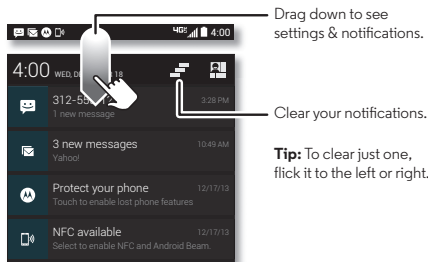 4G 4:00
Drag down to see
settings & notifications.
4:00 WED, 18
312-55
3:28 PM
1 new message
Clear your notifications.
3 new messages
10:49 AM
Yahoo!
Tip: To clear just one,
flick it to the left or right.
Protect your phone
12/17/13
Touch to enable lost phone features
NFC available
12/17/13
Select to enable NFC and Android Beam.